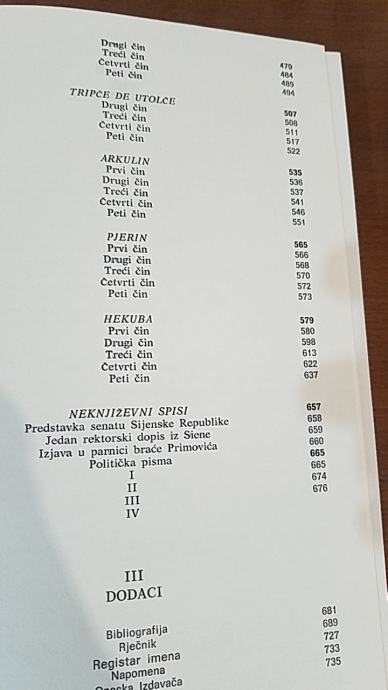 Drugi čin 479
Treći čin 484
Četvrti čin 489
Peti čin 494
TRIPČE DE UTOLČE 507
Drugi čin 508
Treći čin 511
Četvrti čin 517
Peti čin 522
ARKULIN 535
Prvi čin 536
Drugi čin 537
Treći čin 541
Četvrti čin 546
Peti čin 551
PJERIN 565
Prvi čin 566
Drugi čin 568
Treći čin 570
Četvrti čin 572
Peti čin 573
HEKUBA 579
Prvi čin 580
Drugi čin 598
Treći čin 613
Četvrti čin 622
Peti čin 637
NEKNJIŽEVNI SPISI 657
Predstavka senatu Sijenske Republike 658
Jedan rektorski dopis iz Siene 659
Izjava u parnici braće Primovića 660
Politička pisma 665
I 665
II 674
III 676
IV
III
DODACI
Bibliografija 681
Rječnik 689
Registar imena 727
Napomena 733
Izdavača 735